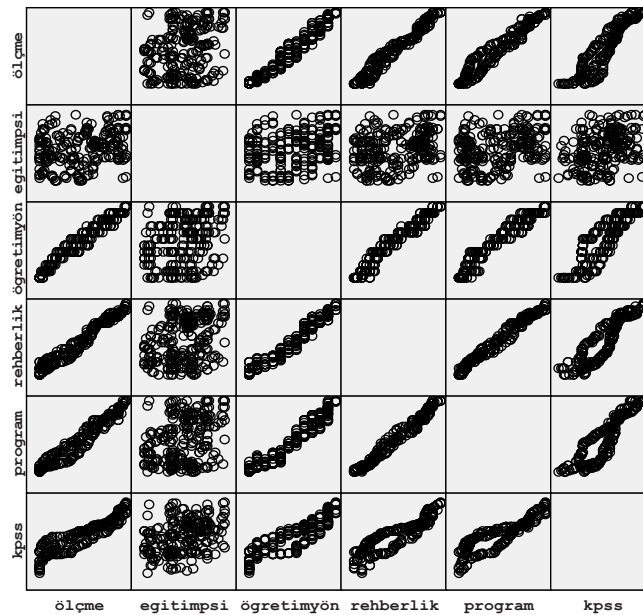 ölçme
egitimpsi
ögretimyön
rehberlik
program
kpss
ölçme egitimpsi ögretimyön rehberlik program kpss